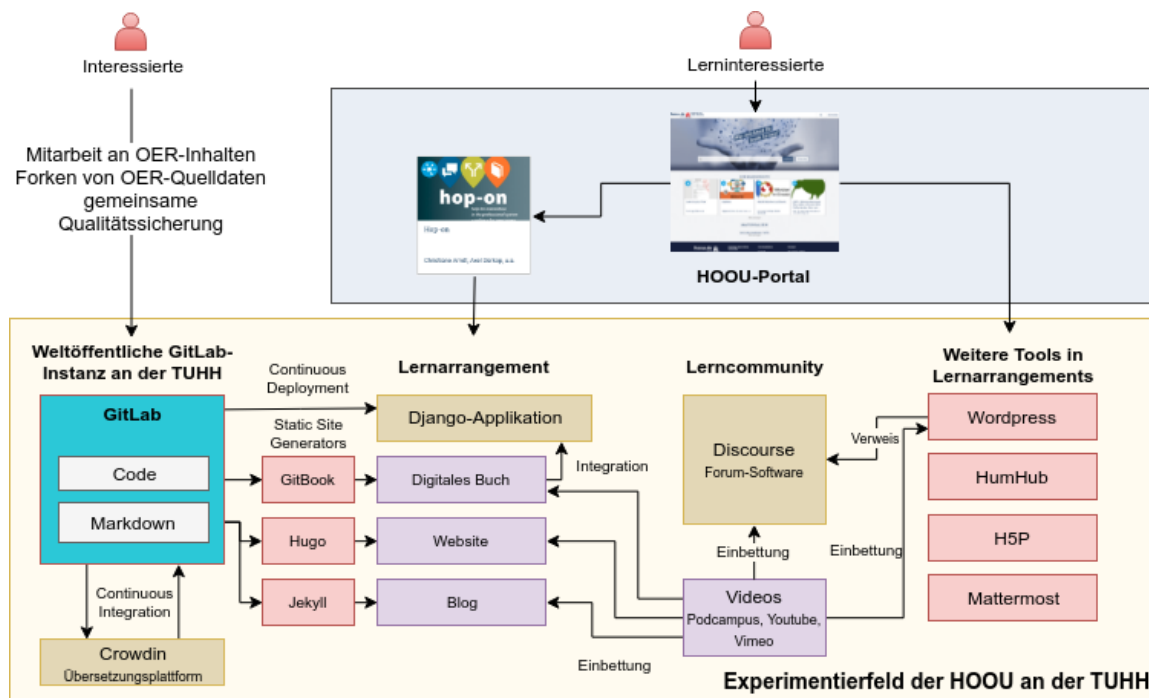 Interessierte
Lerninteressierte
Mitarbeit an OER-Inhalten
Forken von OER-Quelldaten
gemeinsame
Qualitätssicherung
hop-on
Hop-on
Christiane Arndt, Axel Dürkop, u.a.
HOOU-Portal
Weltöffentliche GitLab-
Instanz an der TUHH
Continuous
Deployment
Lernarrangement
Lerncommunity
Weitere Tools in
Lernarrangements
GitLab
Code
Markdown
Static Site
Generators
Django-Applikation
GitBook
Digitales Buch
Integration
Hugo
Website
Jekyll
Blog
Discourse
Forum-Software
Verweis
Wordpress
HumHub
H5P
Mattermost
Einbettung
Einbettung
Videos
Podcampus, Youtube,
Vimeo
Einbettung
Continuous
Integration
Crowdin
Übersetzungsplattform
Experimentierfeld der HOOU an der TUHH